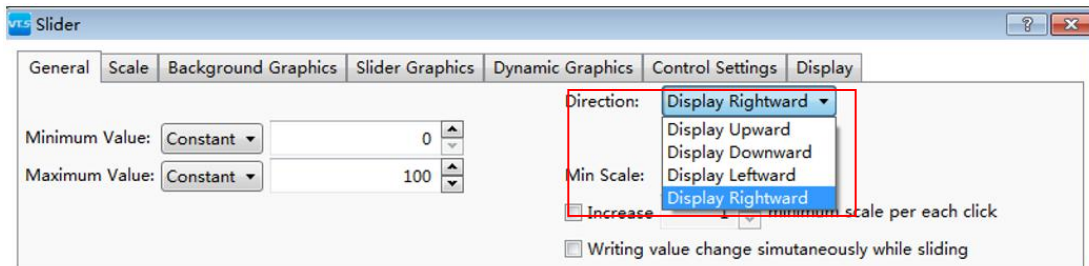 VT.S Slider ?
General Scale Background Graphics Slider Graphics Dynamic Graphics Control Settings Display
Direction: Display Rightward
Display Upward
Minimum Value: Constant 0
Display Downward
Maximum Value: Constant 100 Min Scale: Display Leftward
Display Rightward
Increase 1 minimum scale per each click
Writing value change simutaneously while sliding